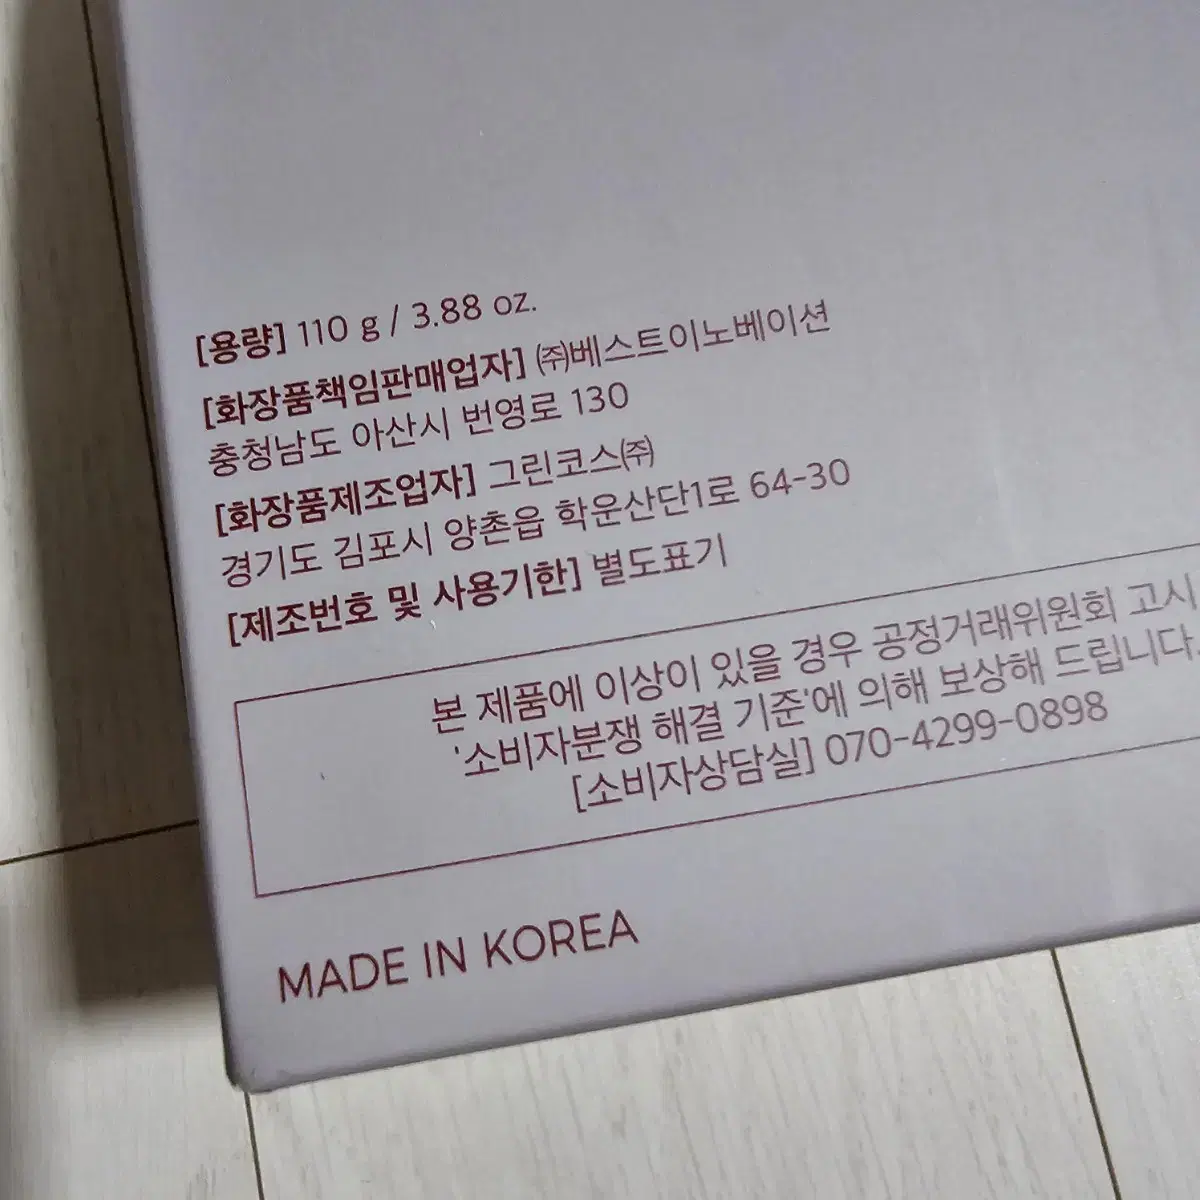 [용량] 110 g / 3.88 oz.
[화장품책임판매업자] ㈜베스트이노베이션
충청남도 아산시 번영로 130
[화장품제조업자] 그린코스㈜
경기도 김포시 양촌읍 학운산단1로 64-30
[제조번호 및 사용기한] 별도표기
본 제품에 이상이 있을 경우 공정거래위원회 고시
'소비자분쟁 해결 기준'에 의해 보상해 드립니다.
[소비자상담실] 070-4299-0898
MADE IN KOREA